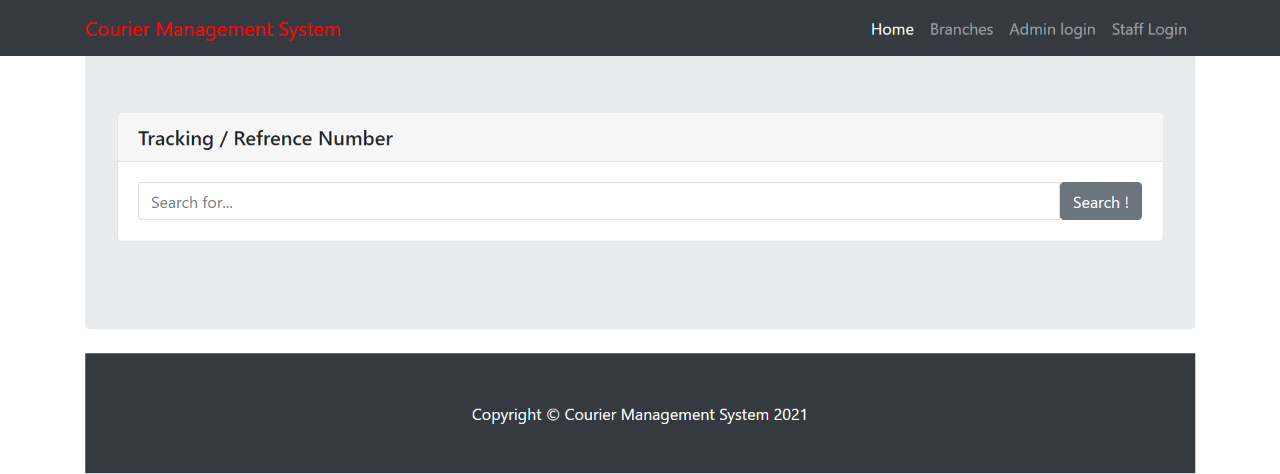 Courier Management System
Home Branches Admin login Staff Login
Tracking / Refrence Number
Search for...
Search !
Copyright © Courier Management System 2021